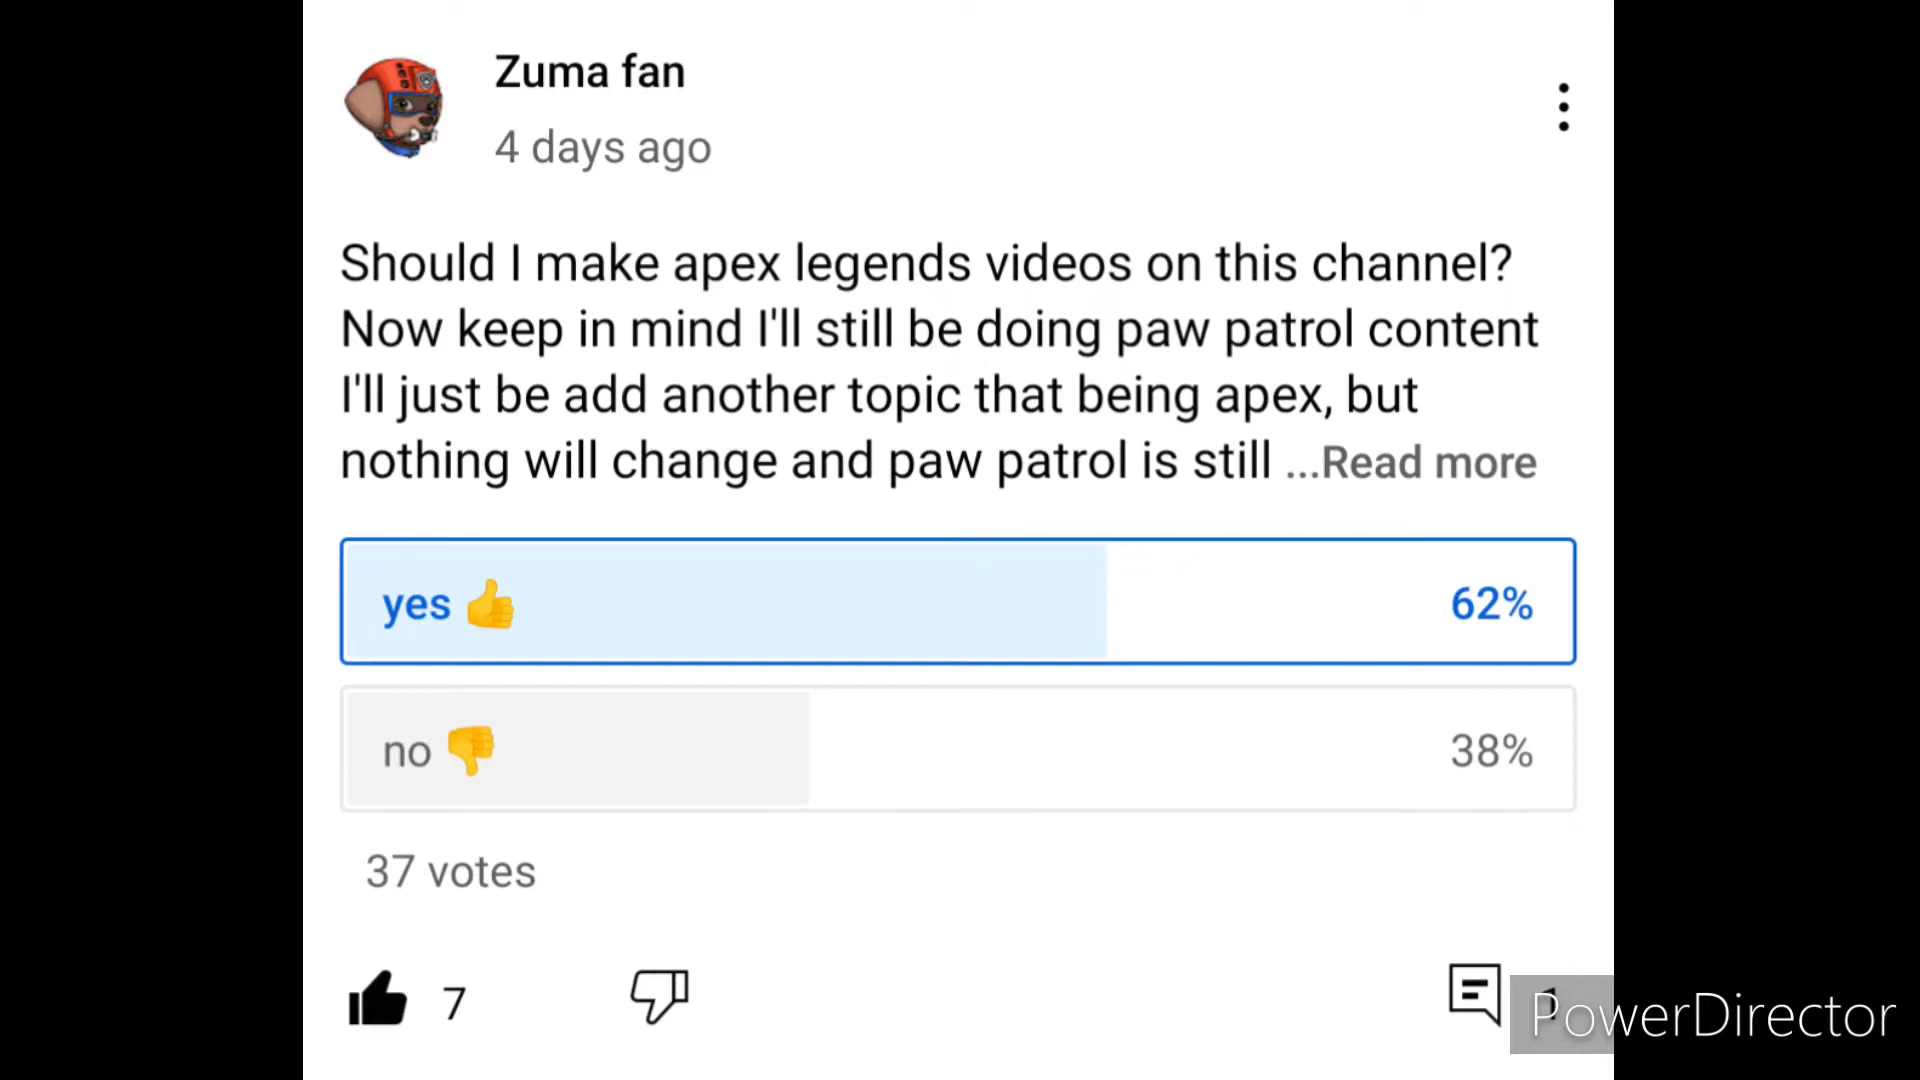 Zuma fan
4 days ago
Should I make apex legends videos on this channel?
Now keep in mind I'll still be doing paw patrol content
I'll just be add another topic that being apex, but
nothing will change and paw patrol is still ...Read more
yes 👍 62%
no 👎 38%
37 votes
7
PowerDirector